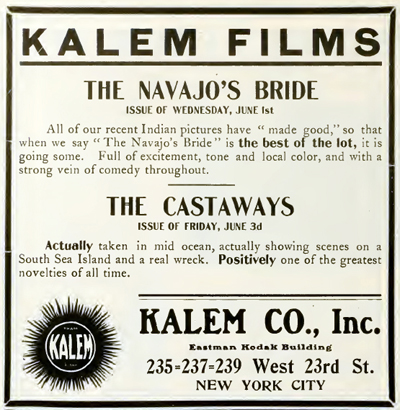 KALEM FILMS
THE NAVAJO'S BRIDE
ISSUE OF WEDNESDAY, JUNE 1st
All of our recent Indian pictures have "made good," so that
when we say "The Navajo's Bride" is the best of the lot, it is
going some. Full of excitement, tone and local color, and with a
strong vein of comedy throughout.
THE CASTAWAYS
ISSUE OF FRIDAY, JUNE 3d
Actually taken in mid ocean, actually showing scenes on a
South Sea Island and a real wreck. Positively one of the greatest
novelties of all time.
KALEM
KALEM CO., Inc.
Eastman Kodak Building
235=237=239 West 23rd St.
NEW YORK CITY